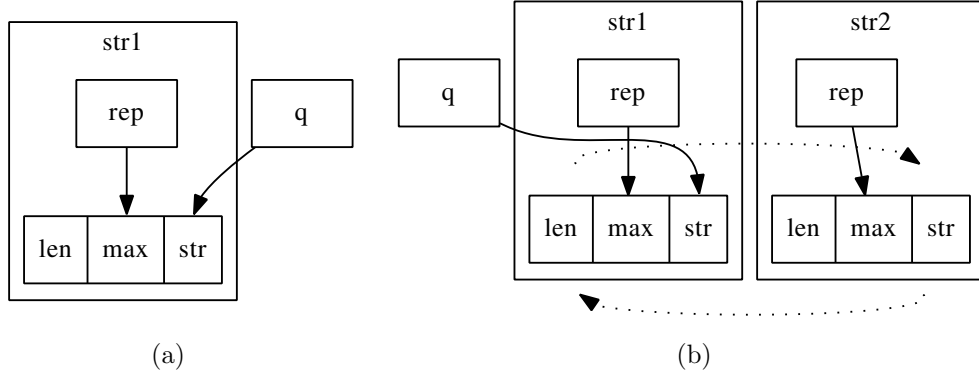 str1
rep
q
len max str
(a)
str1
str2
q
rep
rep
len max str
len max str
(b)